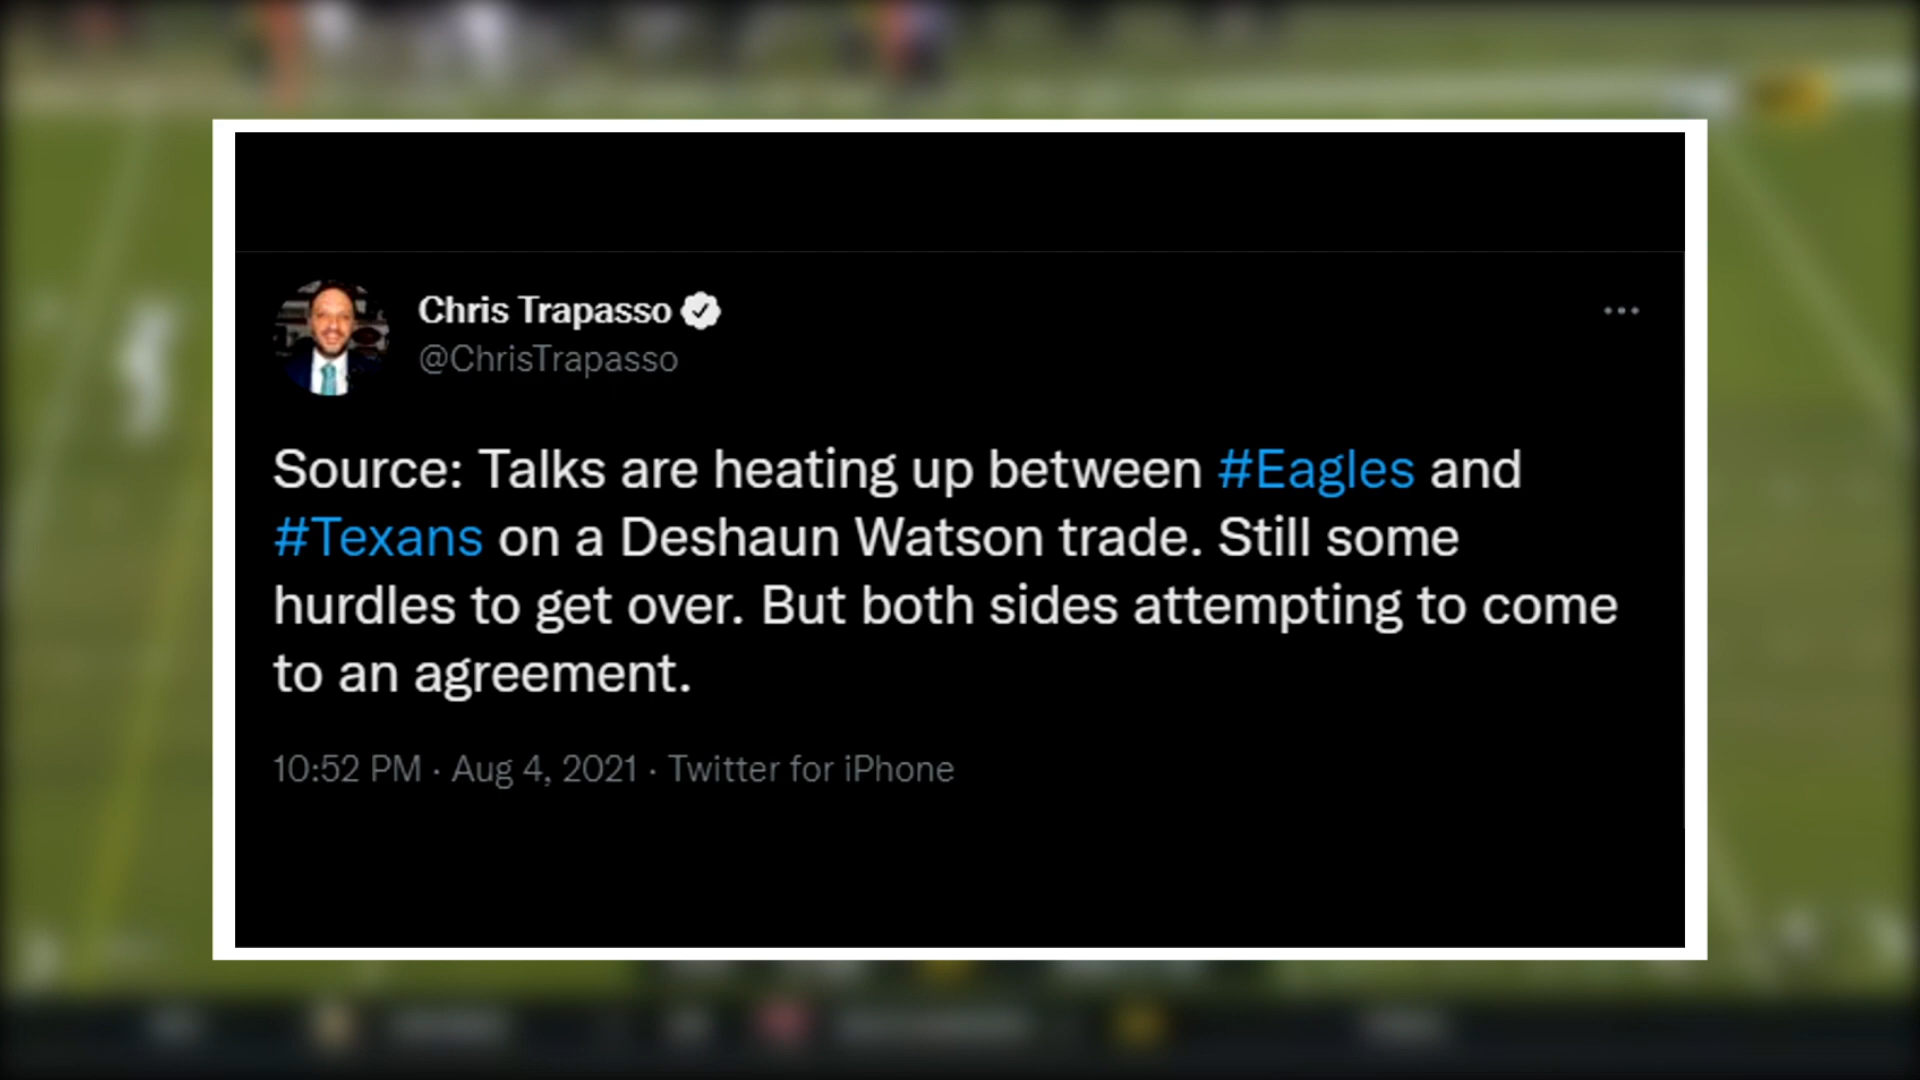 Chris Trapasso
@ChrisTrapasso
Source: Talks are heating up between #Eagles and
#Texans on a Deshaun Watson trade. Still some
hurdles to get over. But both sides attempting to come
to an agreement.
10:52 PM · Aug 4, 2021 · Twitter for iPhone